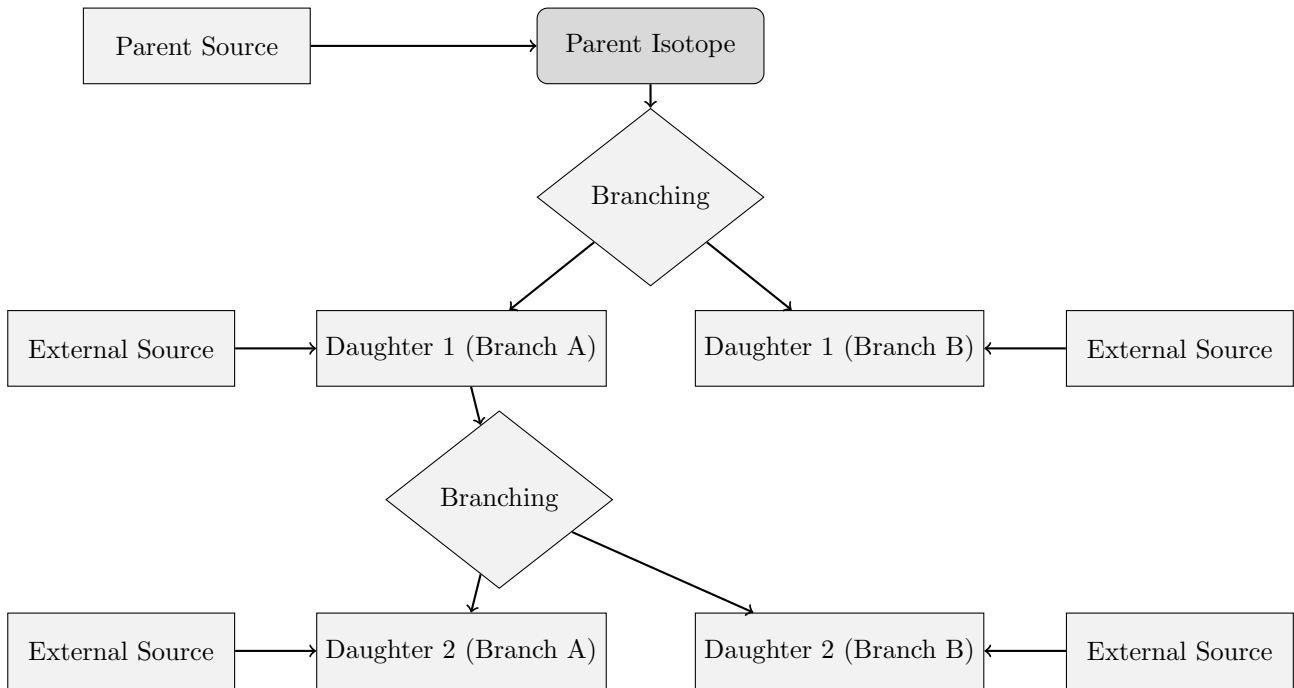 Parent Source
Parent Isotope
Branching
External Source
Daughter 1 (Branch A)
Daughter 1 (Branch B)
External Source
Branching
External Source
Daughter 2 (Branch A)
Daughter 2 (Branch B)
External Source